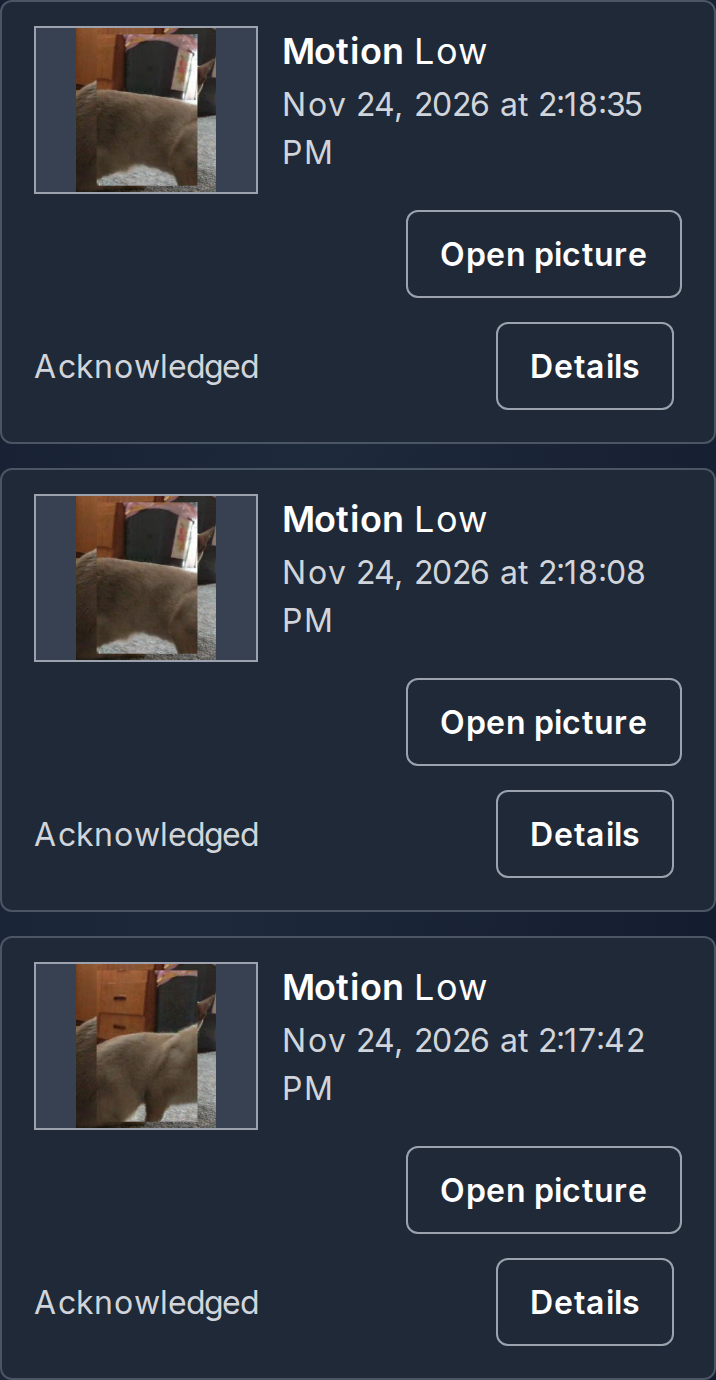 Motion Low
Nov 24, 2026 at 2:18:35
PM
Open picture
Acknowledged
Details
Motion Low
Nov 24, 2026 at 2:18:08
PM
Open picture
Acknowledged
Details
Motion Low
Nov 24, 2026 at 2:17:42
PM
Open picture
Acknowledged
Details